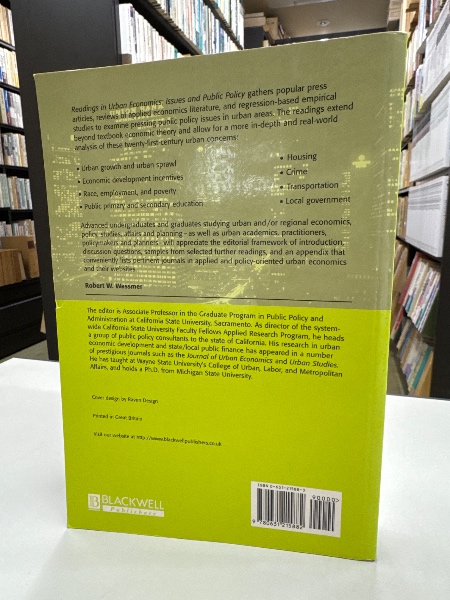 Readings in Urban Economics: Issues and Public Policy gathers popular press
articles, reviews of applied economics literature, and regression-based empirical
studies to examine pressing public policy issues in urban areas. The readings extend
beyond textbook economic theory and allow for a more in-depth and real-world
analysis of these twenty-first-century urban concerns:
• Urban growth and urban sprawl
• Economic development incentives
• Race, employment, and poverty
• Public primary and secondary education
• Housing
• Crime
• Transportation
• Local government
Advanced undergraduates and graduates studying urban and/or regional economics,
policy studies, affairs and planning - as well as urban academics, practitioners,
policymakers and planners - will appreciate the editorial framework of introduction,
discussion questions, samples from selected further readings, and an appendix that
conveniently lists pertinent journals in applied and policy-oriented urban economics
and their websites.
Robert W. Wassmer
The editor is Associate Professor in the Graduate Program in Public Policy and
Administration at California State University, Sacramento. As director of the system-
wide California State University Faculty Fellows Applied Research Program, he heads
a group of public policy consultants to the state of California. His research in urban
economic development and state/local public finance has appeared in a number
of prestigious journals such as the Journal of Urban Economics and Urban Studies.
He has taught at Wayne State University's College of Urban, Labor, and Metropolitan
Affairs, and holds a Ph.D. from Michigan State University.
Cover design by Raven Design
Printed in Great Britain
Visit our website at http://www.blackwellpublishers.co.uk
BLACKWELL
Publishers
90000>
9 780631 215882